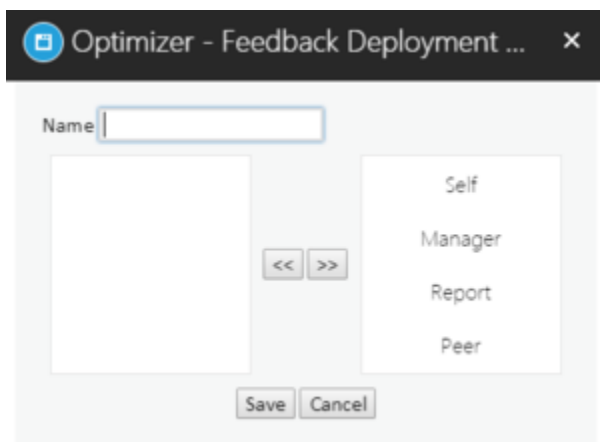 Optimizer - Feedback Deployment ...
Name
Self
Manager
<< >>
Report
Peer
Save Cancel